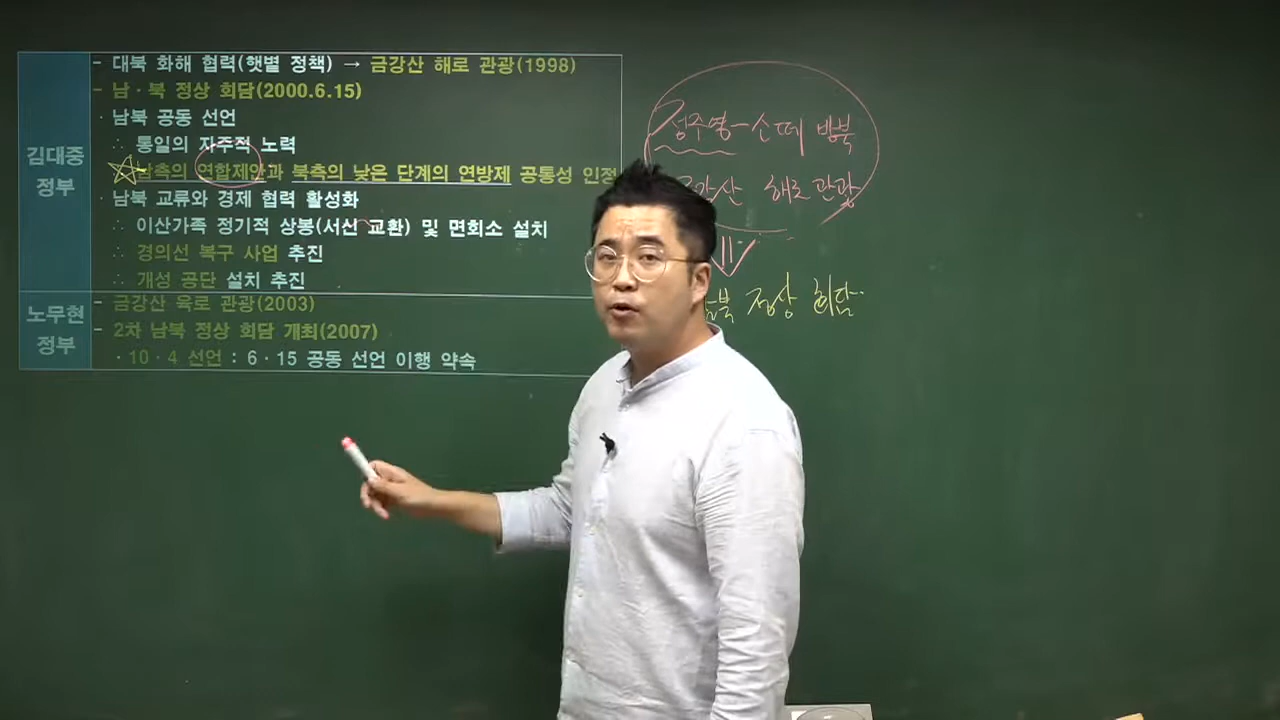 김대중 정부
- 대북 화해 협력(햇볕 정책) → 금강산 해로 관광(1998)
- 남·북 정상 회담(2000.6.15)
· 남북 공동 선언
∴ 통일의 자주적 노력
남측의 연합제안과 북측의 낮은 단계의 연방제 공통성 인정
· 남북 교류와 경제 협력 활성화
∴ 이산가족 정기적 상봉(서신 교환) 및 면회소 설치
∴ 경의선 복구 사업 추진
∴ 개성 공단 설치 추진
노무현 정부
- 금강산 육로 관광(2003)
- 2차 남북 정상 회담 개최(2007)
· 10·4 선언 : 6·15 공동 선언 이행 약속
정주영-소떼 방북
해로관광
정상 회담